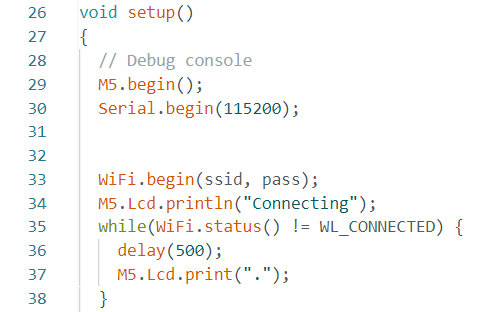 26 void setup()
27 {
28 // Debug console
29 M5.begin();
30 Serial.begin(115200);
31
32
33 WiFi.begin(ssid, pass);
34 M5.Lcd.println("Connecting");
35 while(WiFi.status() != WL_CONNECTED) {
36 delay(500);
37 M5.Lcd.print(".");
38 }